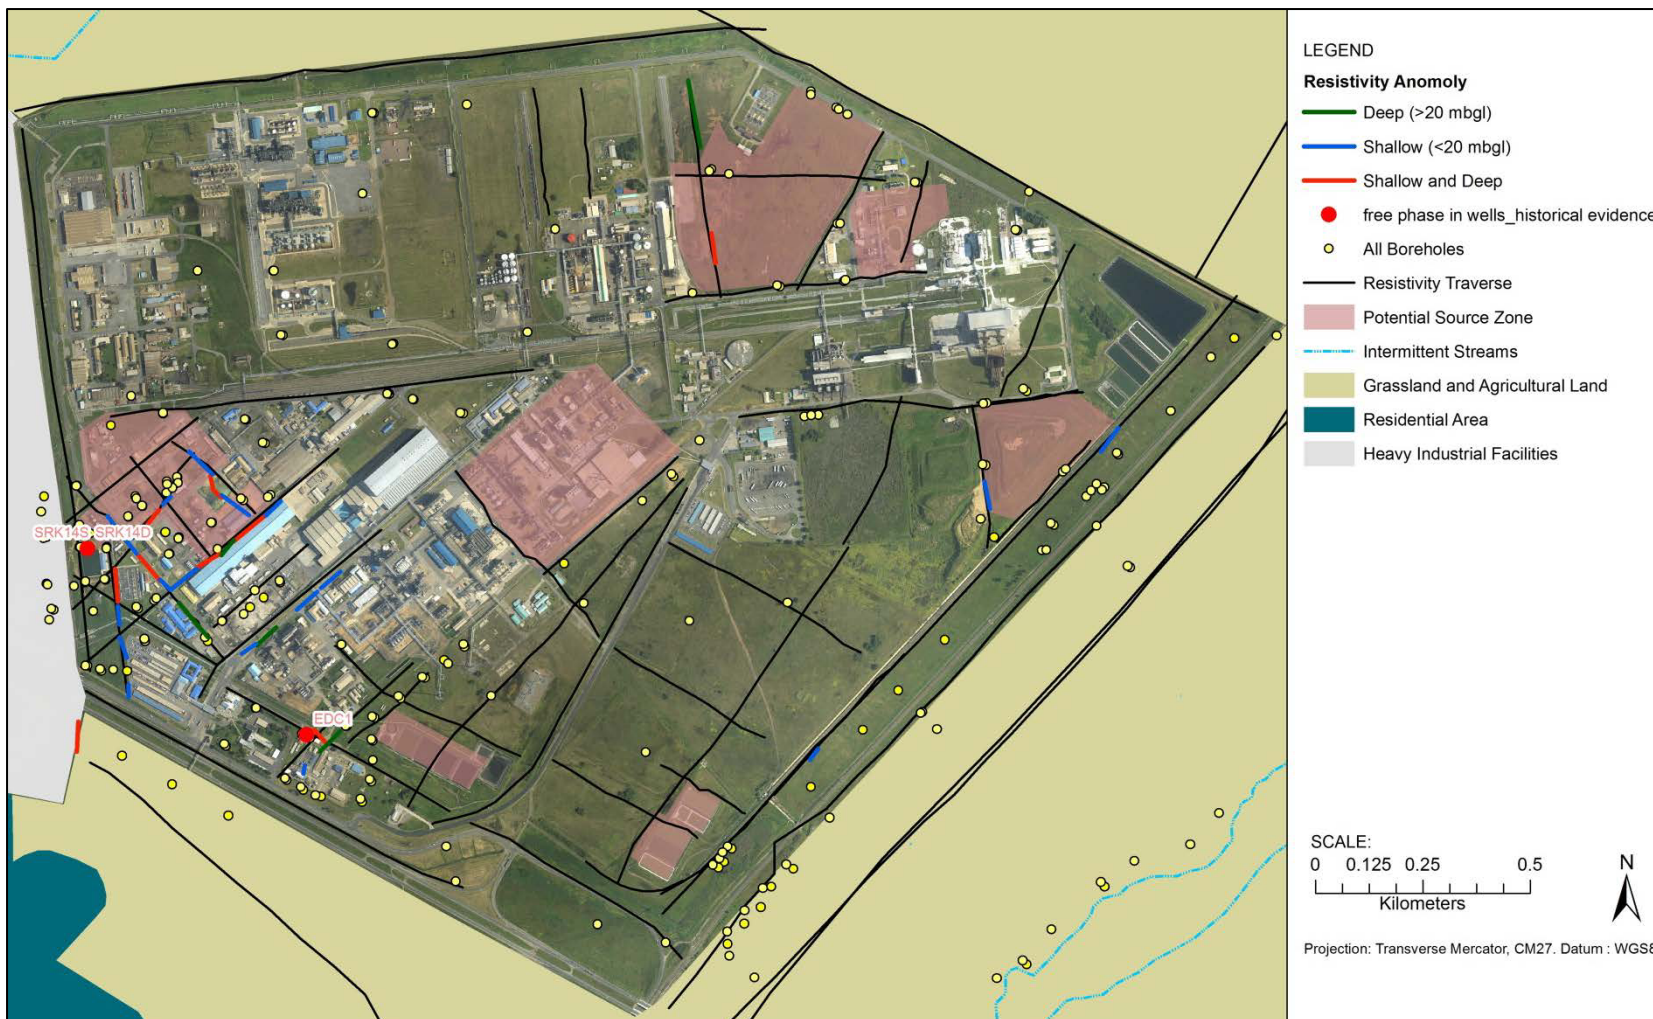 LEGEND
Resistivity Anomoly
Deep (>20 mbgl)
Shallow (<20 mbgl)
Shallow and Deep
free phase in wells_historical evidence
All Boreholes
Resistivity Traverse
Potential Source Zone
Intermittent Streams
Grassland and Agricultural Land
Residential Area
Heavy Industrial Facilities
SRK14S SRK14D
EDC1
SCALE:
0 0.125 0.25 0.5
Kilometers
N
Projection: Transverse Mercator, CM27. Datum : WGS8